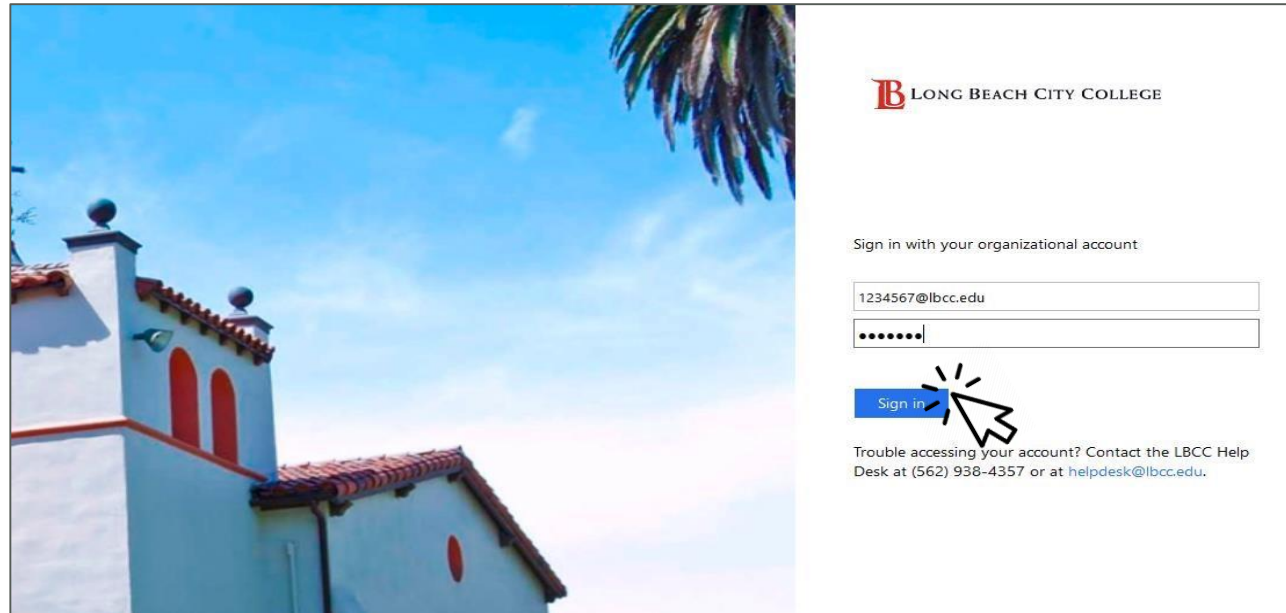 LB LONG BEACH CITY COLLEGE
Sign in with your organizational account
1234567@lbcc.edu
•••••••
Sign in
Trouble accessing your account? Contact the LBCC Help
Desk at (562) 938-4357 or at helpdesk@lbcc.edu.